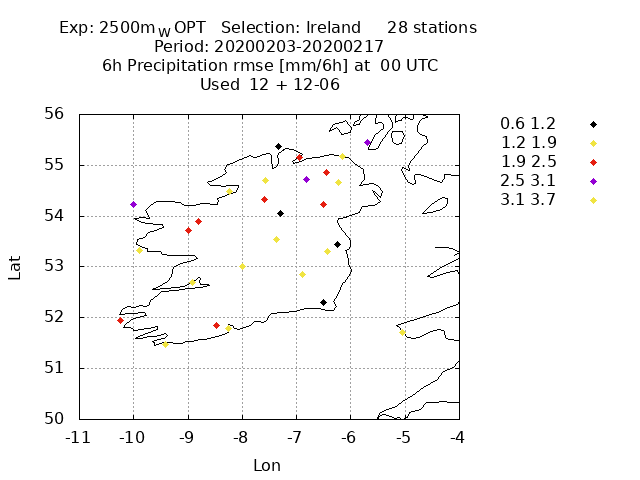 Exp: 2500m_W OPT Selection: Ireland 28 stations
Period: 20200203-20200217
6h Precipitation rmse [mm/6h] at 00 UTC
Used 12 + 12-06
0.6 1.2
1.2 1.9
1.9 2.5
2.5 3.1
3.1 3.7
56
55
54
53
52
51
50
Lat
-11 -10 -9 -8 -7 -6 -5 -4
Lon